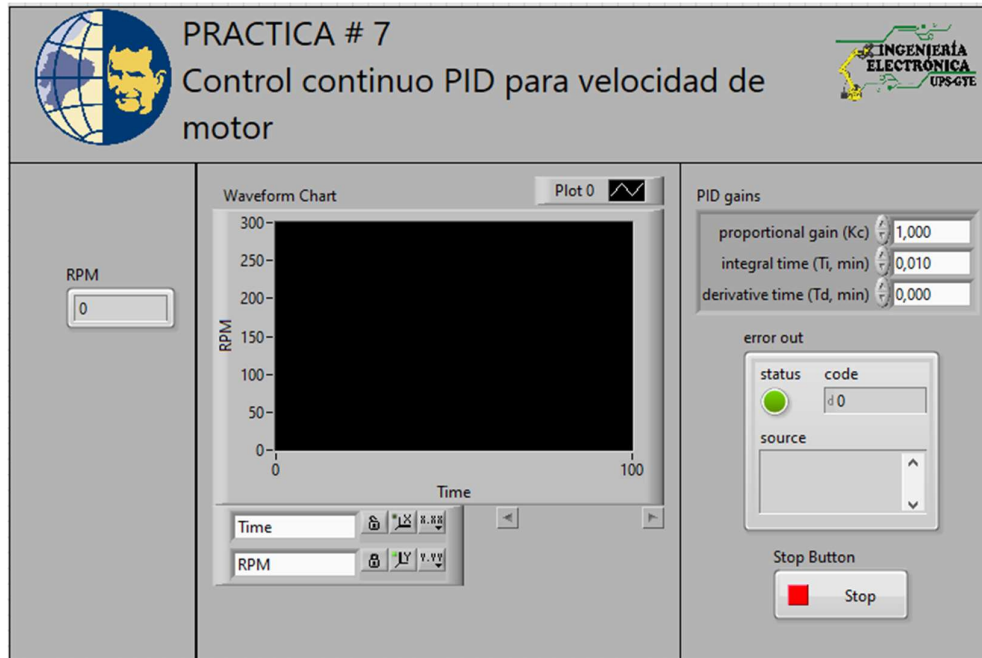 PRACTICA # 7
Control continuo PID para velocidad de
motor
INGENIERÍA
ELECTRÓNICA
UPS-GYE
RPM
0
Waveform Chart
Plot 0
300
250
200
150
100
50
0
RPM
0
100
Time
Time
X.XX
RPM
Y.YY
PID gains
proportional gain (Kc) 1,000
integral time (Ti, min) 0,010
derivative time (Td, min) 0,000
error out
status code
d 0
source
Stop Button
Stop